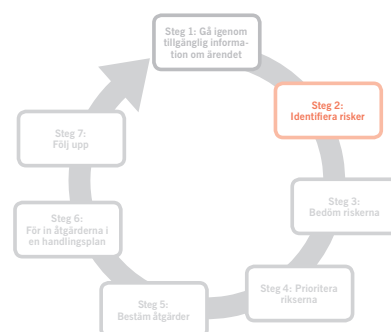 Steg 1: Gå igenom
tillgänglig informa-
tion om ärendet
Steg 2:
Identifiera risker
Steg 3:
Bedöm riskerna
Steg 4: Prioritera
rikserna
Steg 5:
Bestäm åtgärder
Steg 6:
För in åtgärderna i
en handlingsplan
Steg 7:
Följ upp